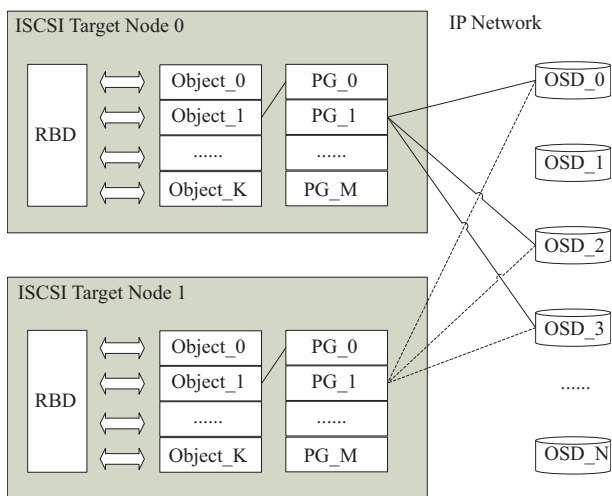 ISCSI Target Node 0
IP Network
RBD
Object_0
Object_1
......
Object_K
PG_0
PG_1
......
PG_M
OSD_0
OSD_1
OSD_2
OSD_3
......
OSD_N
ISCSI Target Node 1
RBD
Object_0
Object_1
......
Object_K
PG_0
PG_1
......
PG_M